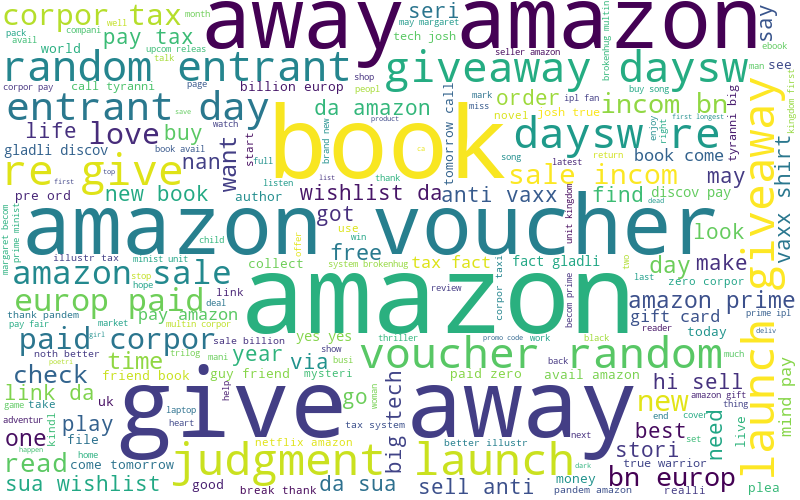 corpor tax
away amazon
seri
say
pack
well
month
compani
avail
upcom releas
talk
world
pay tax
may margaret
tech josh
seller amazon
shop
ebook
brokenhug multin
man
see
random entrant
giveaway daysw
corpor pay
call tyranni
page
billion europ
peopl
mark
miss
ipl fan
buy song
kingdom first
entrant day
book
da amazon
order
novel
josh true
incom bn
first longest
tyranni big
life
love
buy
save
watch
start
brand new
product
tomorrow call
daysw re
enjoy
right
gladli discov
book avail
full
list
ca
song
latest
return
book come
re give
nan
want
thank
sale incom
may
launch giveaway
vaxx shirt
first
top
new book
author
listen
wishlist da
anti vaxx
find
discov pay
pre ord
got
unit kingdom
dead
margaret becom
prime minist
amazon voucher
look
illustr tax
minist unit
child
use
win
free
tax fact
fact gladli
day
make
stop
hope
collect
offer
system brokenhug
corpor taxi
becom prime
two
last
zero corpor
amazon sale
deal
link
review
amazon
amazon prime
prime ipl
europ paid
thank pandem
pay amazon
gift card
deliv
pay fair
market
multin corpor
reader
today
paid corpor
girl
sale billion
yes yes
thriller
promo code
work
black
noth better
trilog
mani
show
busi
back
voucher random
much
time
year
via
check
poetri
friend book
guy friend
mysteri
paid zero
avail amazon
hi sell
link da
uk
help
give away
go
woman
big tech
new
amazon gift
thing
mind pay
game
take
laptop
netflix amazon
end
cover
adventur
kindl
play
heart
tax system
better illustr
best
set
need
live
one
file
next
stori
happen
home
read
come tomorrow
judgment launch
dark
money
true warrior
bn europ
sua wishlist
good
break thank
da sua
sell anti
pandem amazon
realli
plea